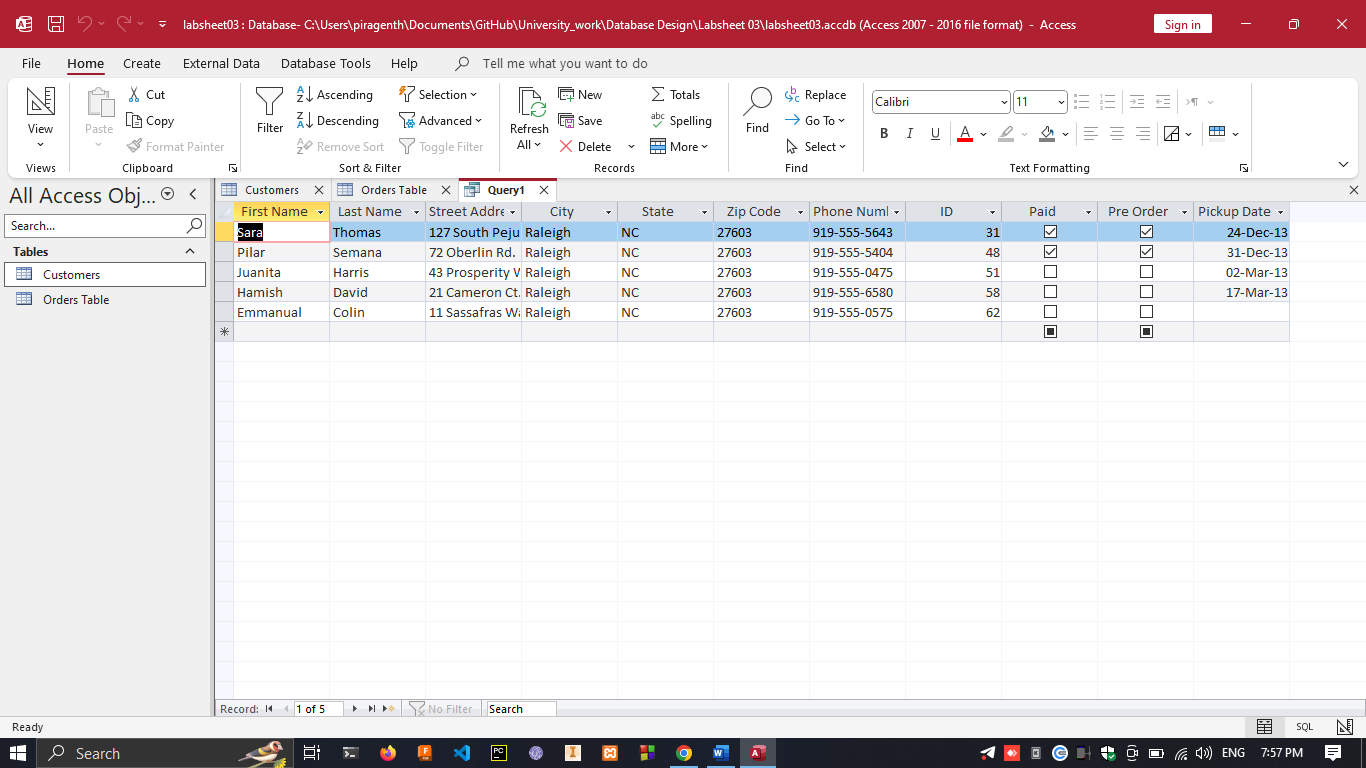 labsheet03 : Database- C:\Users\piragenth\Documents\GitHub\University_work\Database Design\Labsheet 03\labsheet03.accdb (Access 2007 - 2016 file format) - Access
Sign in
File Home Create External Data Database Tools Help Tell me what you want to do
View
Views
Paste
Cut
Copy
Format Painter
Clipboard
Filter
Ascending
Descending
Remove Sort
Selection
Advanced
Toggle Filter
Sort & Filter
Refresh
All
New
Save
Delete
Totals
Spelling
More
Records
Find
Replace
Go To
Select
Find
Calibri 11
B I U A
Text Formatting
All Access Obj...
Search...
Tables
Customers
Orders Table
Customers Orders Table Query1
First Name Last Name Street Addre City State Zip Code Phone Numl ID Paid Pre Order Pickup Date
Sara Thomas 127 South Peju Raleigh NC 27603 919-555-5643 31 24-Dec-13
Pilar Semana 72 Oberlin Rd. Raleigh NC 27603 919-555-5404 48 31-Dec-13
Juanita Harris 43 Prosperity W Raleigh NC 27603 919-555-0475 51 02-Mar-13
Hamish David 21 Cameron Ct. Raleigh NC 27603 919-555-6580 58 17-Mar-13
Emmanual Colin 11 Sassafras Wa Raleigh NC 27603 919-555-0575 62
Record: 1 of 5 No Filter Search
Ready SQL
Search ENG 7:57 PM